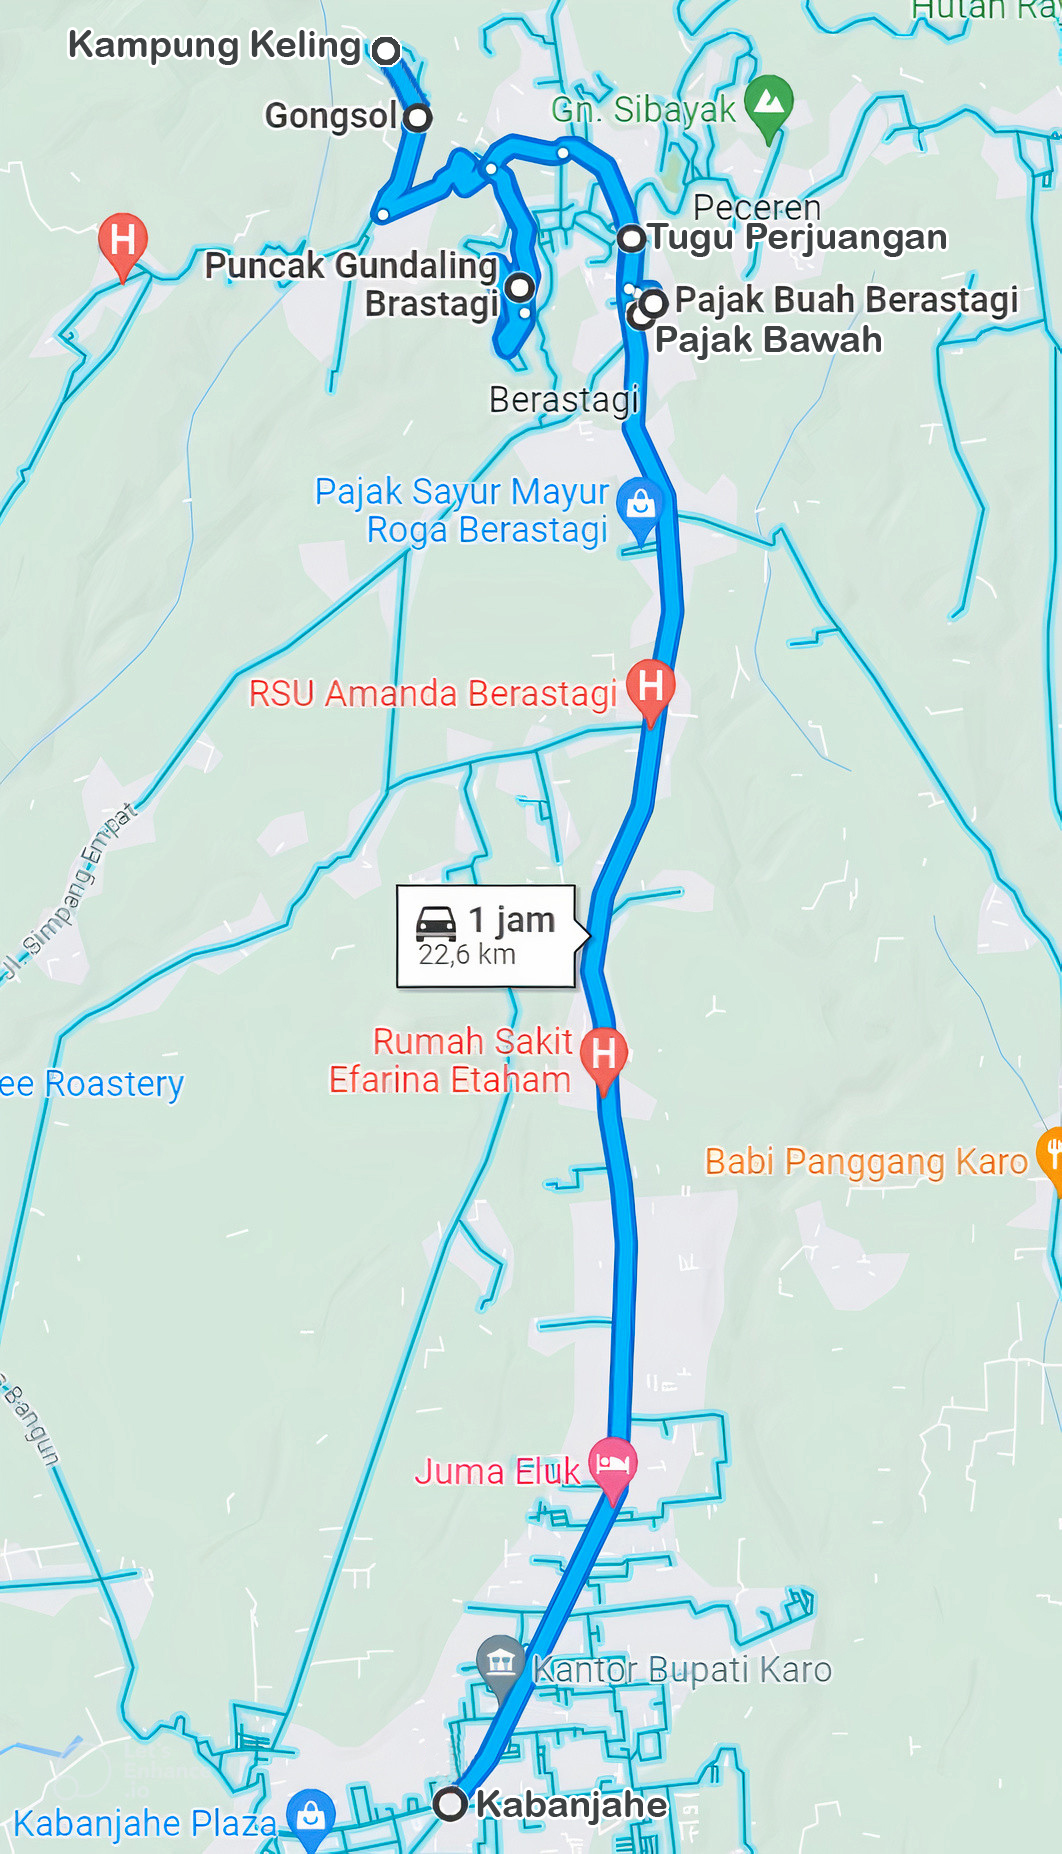 Hutan Ra
Kampung Keling
Gongsol
Gn. Sibayak
Peceren
Tugu Perjuangan
Puncak Gundaling
Brastagi
Pajak Buah Berastagi
Pajak Bawah
Berastagi
Pajak Sayur Mayur
Roga Berastagi
H
RSU Amanda Berastagi
H
Jl. Simpang Empat
1 jam
22,6 km
Rumah Sakit
Efarina Etaham
H
ee Roastery
Babi Panggang Karo
Bangun
Juma Eluk
Kantor Bupati Karo
Kabanjahe
Kabanjahe Plaza